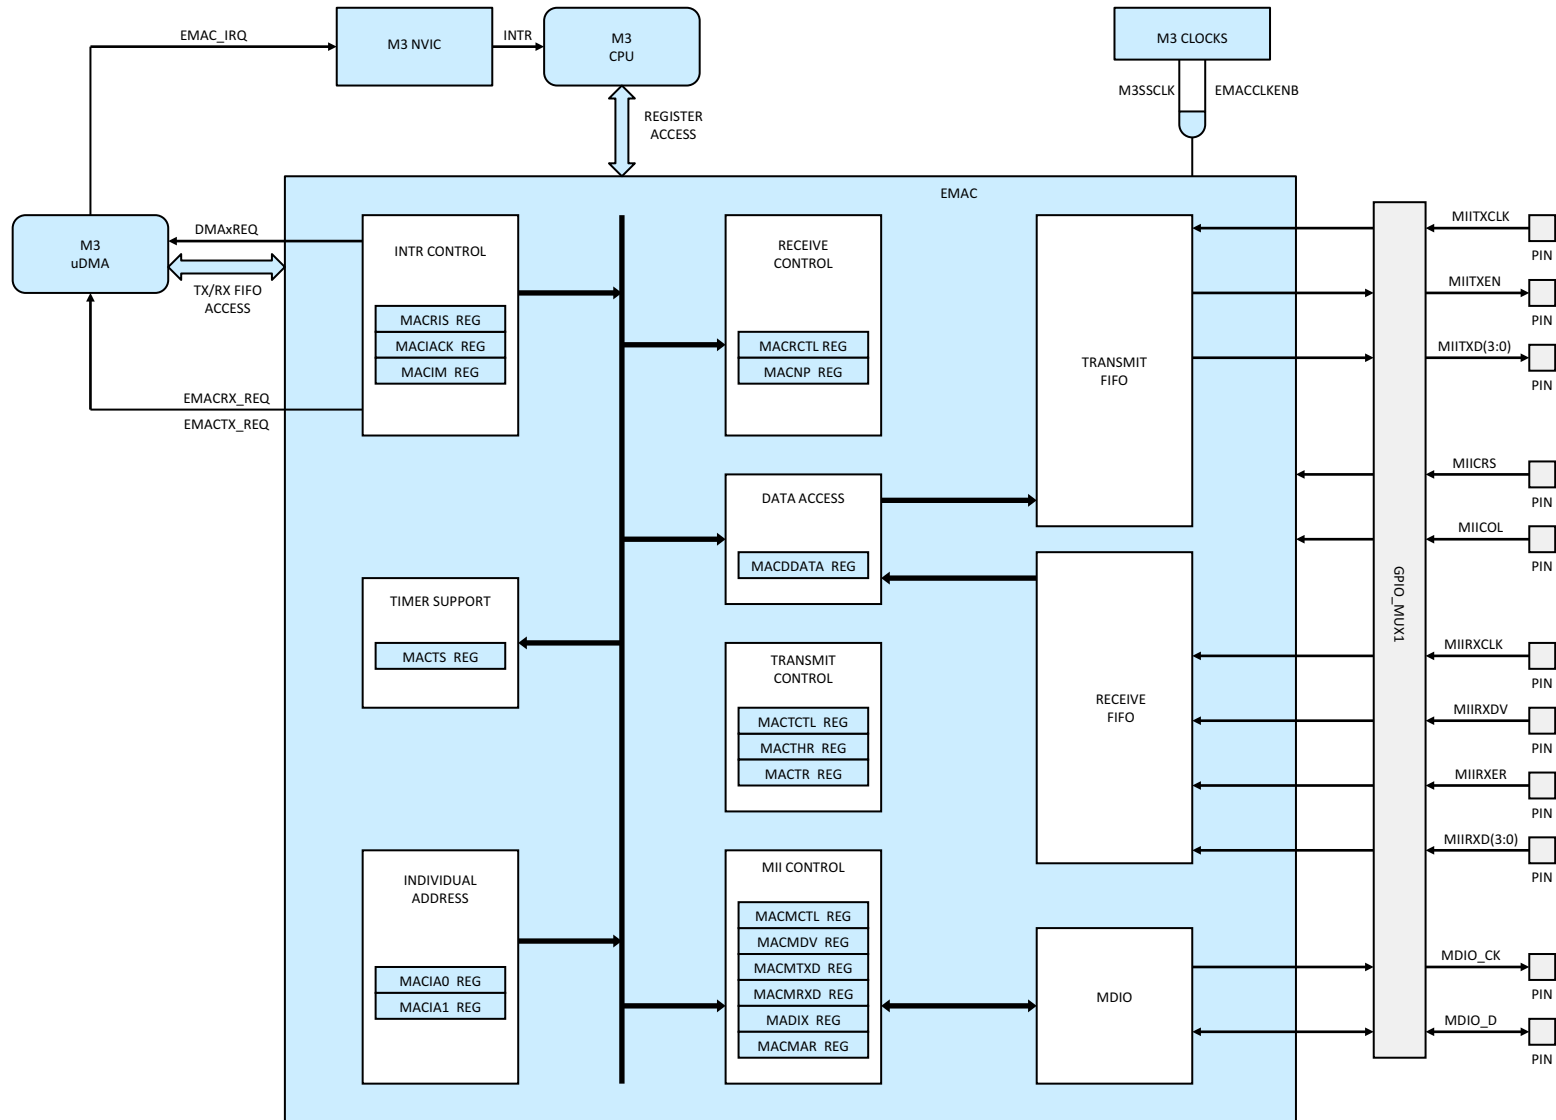 EMAC_IRQ
M3 NVIC
INTR
M3
CPU
M3 CLOCKS
M3SSCLK
EMACCLKENB
REGISTER
ACCESS
EMAC
M3
uDMA
DMAxREQ
TX/RX FIFO
ACCESS
EMACRX_REQ
EMACTX_REQ
INTR CONTROL
MACRIS REG
MACIACK REG
MACIM REG
TIMER SUPPORT
MACTS REG
INDIVIDUAL
ADDRESS
MACIA0 REG
MACIA1 REG
RECEIVE
CONTROL
MACRCTL REG
MACNP REG
DATA ACCESS
MACDDATA REG
TRANSMIT
CONTROL
MACTCTL REG
MACTHR REG
MACTR REG
MII CONTROL
MACMCTL REG
MACMDV REG
MACMTXD REG
MACMRXD REG
MADIX REG
MACMAR REG
TRANSMIT
FIFO
RECEIVE
FIFO
MDIO
GPIO_MUX1
MIITXCLK
PIN
MIITXEN
PIN
MIITXD(3:0)
PIN
MIICRS
PIN
MIICOL
PIN
MIIRXCLK
PIN
MIIRXDV
PIN
MIIRXER
PIN
MIIRXD(3:0)
PIN
MDIO_CK
PIN
MDIO_D
PIN